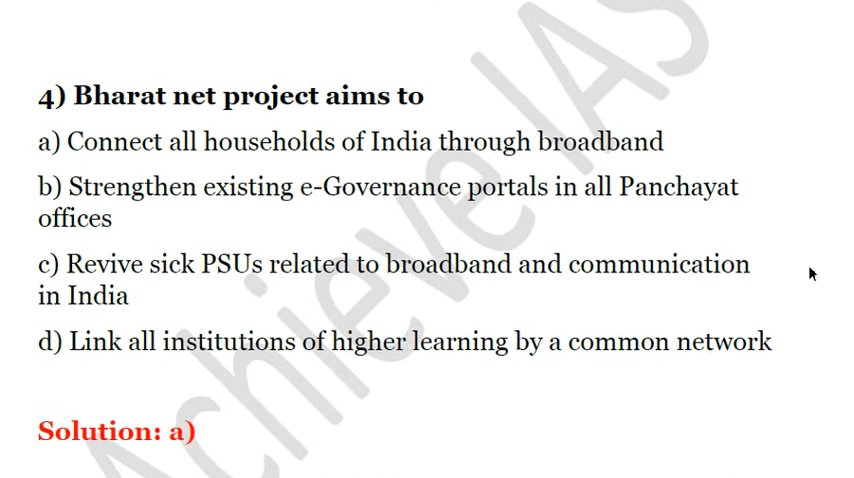 4) Bharat net project aims to
a) Connect all households of India through broadband
b) Strengthen existing e-Governance portals in all Panchayat
offices
c) Revive sick PSUs related to broadband and communication
in India
d) Link all institutions of higher learning by a common network
Solution: a)
Achieve IAS